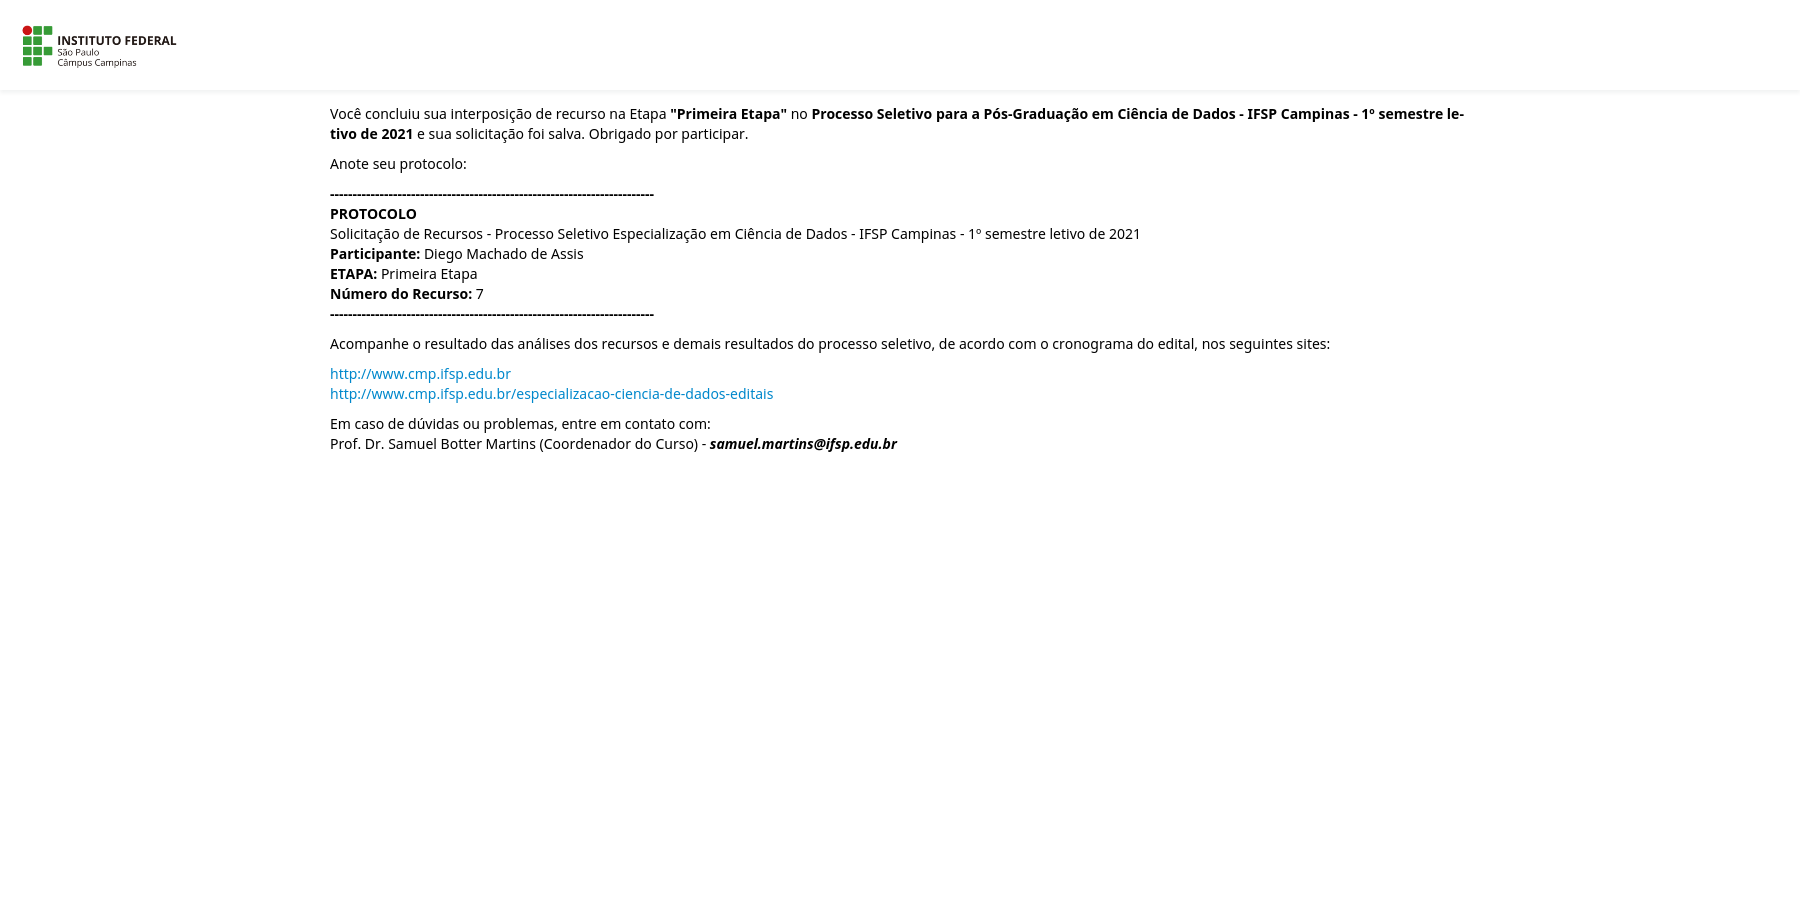 INSTITUTO FEDERAL
São Paulo
Câmpus Campinas
Você concluiu sua interposição de recurso na Etapa "Primeira Etapa" no Processo Seletivo para a Pós-Graduação em Ciência de Dados - IFSP Campinas - 1º semestre le-
tivo de 2021 e sua solicitação foi salva. Obrigado por participar.
Anote seu protocolo:
------------------------------------------------------------------------
PROTOCOLO
Solicitação de Recursos - Processo Seletivo Especialização em Ciência de Dados - IFSP Campinas - 1º semestre letivo de 2021
Participante: Diego Machado de Assis
ETAPA: Primeira Etapa
Número do Recurso: 7
------------------------------------------------------------------------
Acompanhe o resultado das análises dos recursos e demais resultados do processo seletivo, de acordo com o cronograma do edital, nos seguintes sites:
http://www.cmp.ifsp.edu.br
http://www.cmp.ifsp.edu.br/especializacao-ciencia-de-dados-editais
Em caso de dúvidas ou problemas, entre em contato com:
Prof. Dr. Samuel Botter Martins (Coordenador do Curso) - samuel.martins@ifsp.edu.br